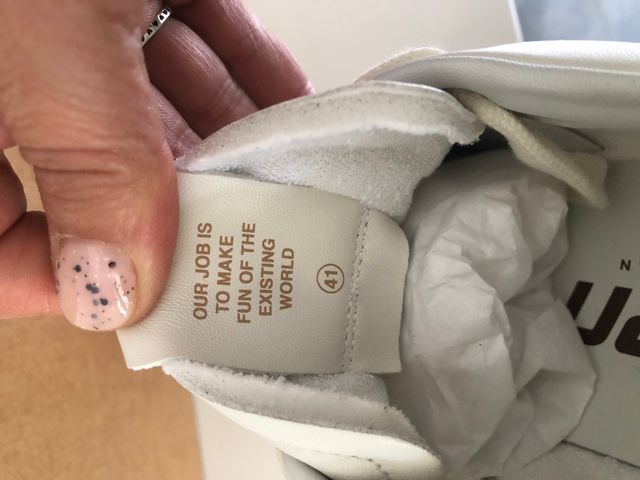 OUR JOB IS
TO MAKE
FUN OF THE
EXISTING
WORLD
41